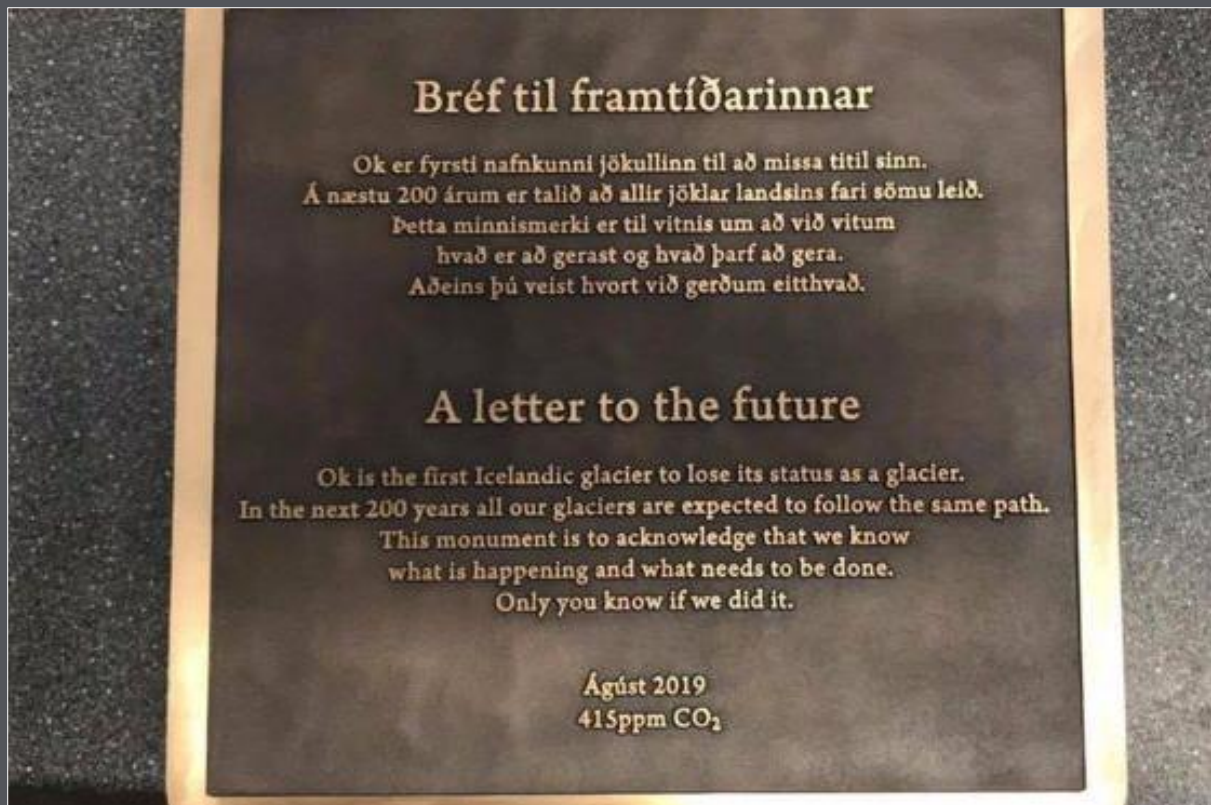 Bréf til framtíðarinnar
Ok er fyrsti nafnkunni jökullinn til að missa titil sinn.
Á næstu 200 árum er talið að allir jöklar landsins fari sömu leið.
Þetta minnismerki er til vitnis um að við vitum
hvað er að gerast og hvað þarf að gera.
Aðeins þú veist hvort við gerðum eitthvað.
A letter to the future
Ok is the first Icelandic glacier to lose its status as a glacier.
In the next 200 years all our glaciers are expected to follow the same path.
This monument is to acknowledge that we know
what is happening and what needs to be done.
Only you know if we did it.
Ágúst 2019
415ppm CO₂